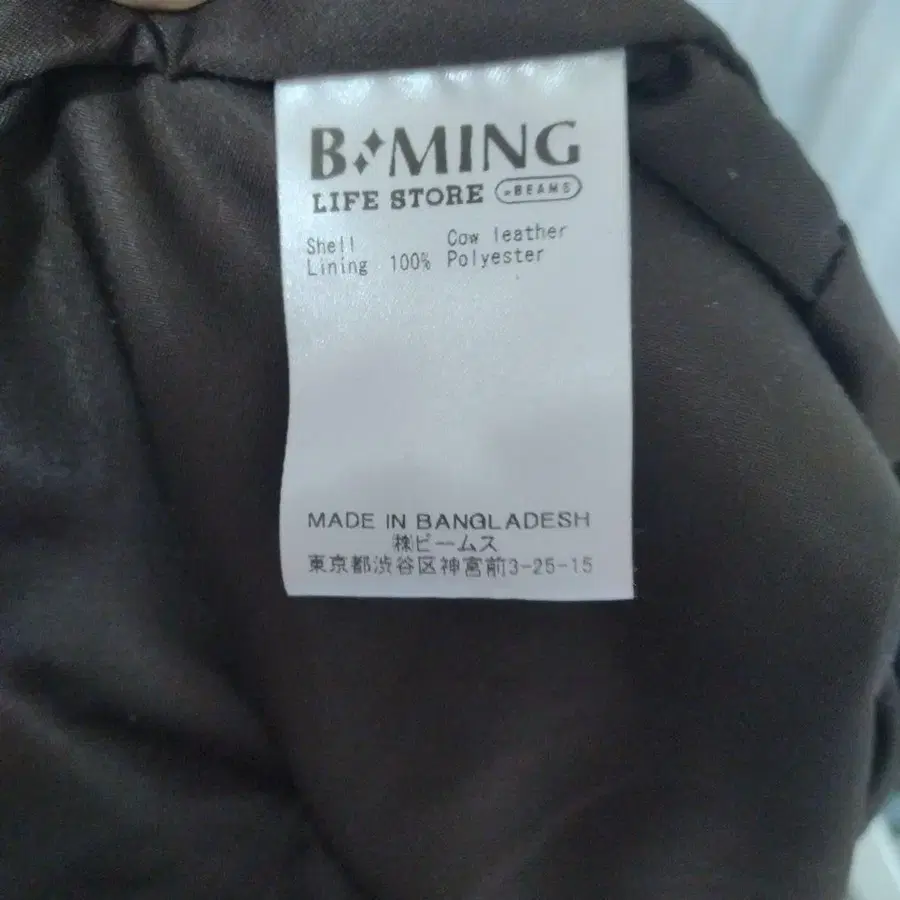 B✦MING
LIFE STORE by BEAMS
Shell Cow leather
Lining 100% Polyester
MADE IN BANGLADESH
㈱ビームス
東京都渋谷区神宮前3-25-15